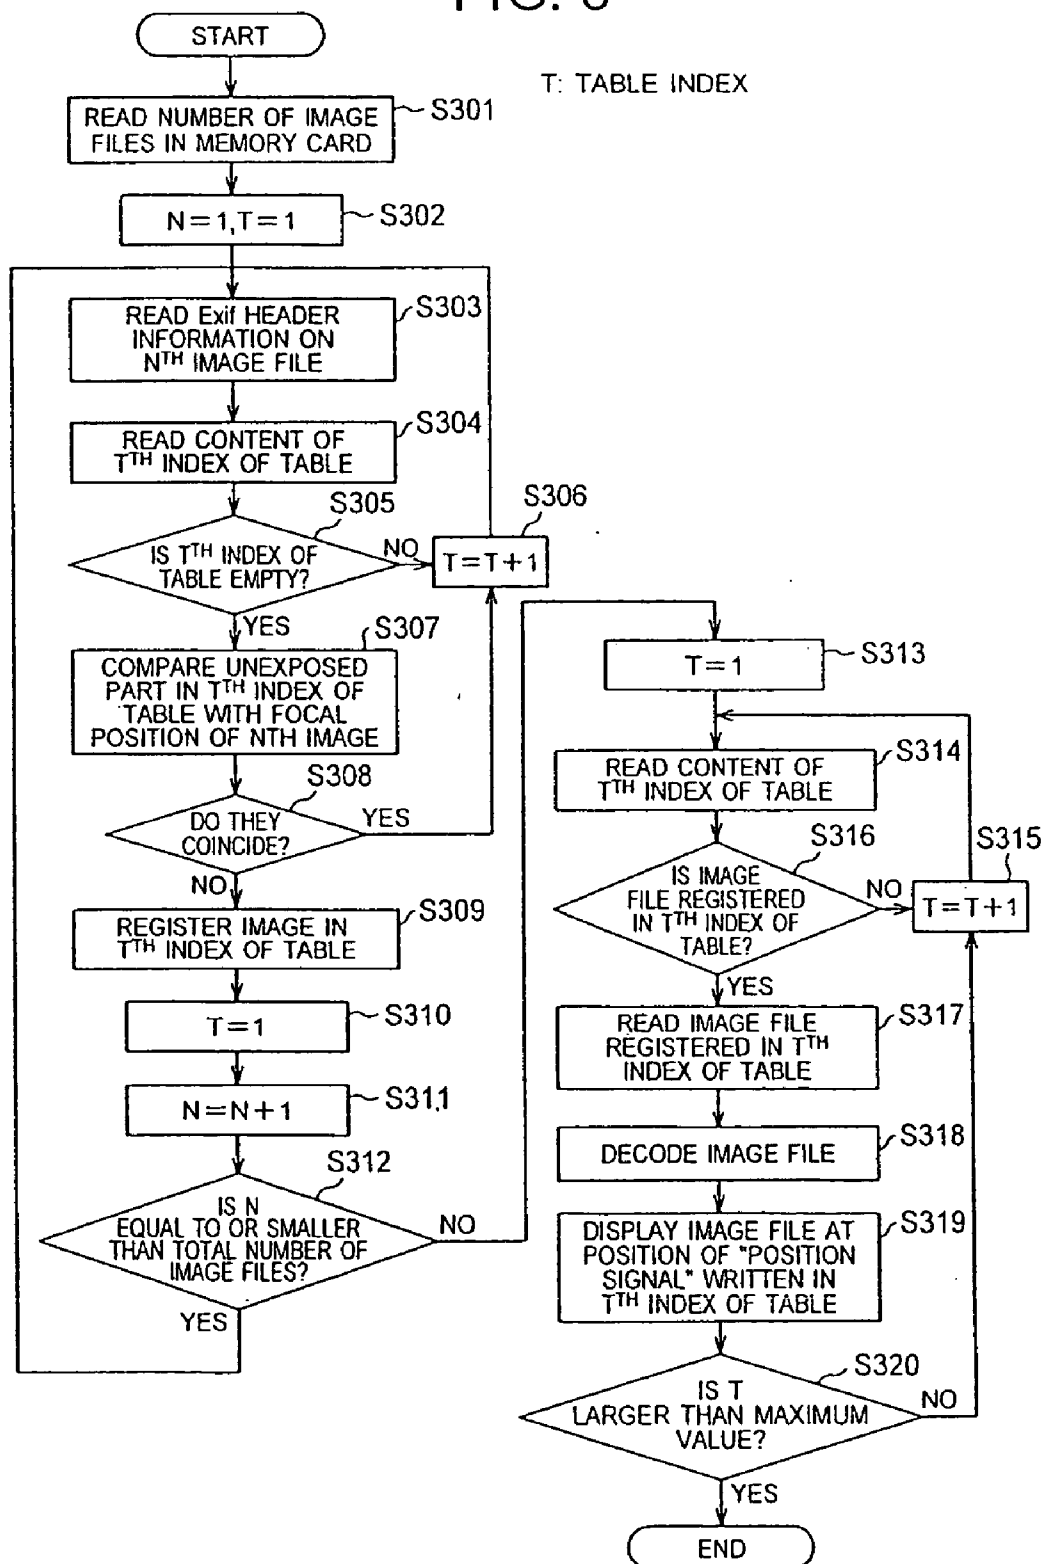 START
T: TABLE INDEX
READ NUMBER OF IMAGE
FILES IN MEMORY CARD
S301
N=1,T=1
S302
READ Exif HEADER
INFORMATION ON
NTH IMAGE FILE
S303
READ CONTENT OF
TTH INDEX OF TABLE
S304
IS TTH INDEX OF
TABLE EMPTY?
S305
NO
T=T+1
S306
YES
COMPARE UNEXPOSED
PART IN TTH INDEX OF
TABLE WITH FOCAL
POSITION OF NTH IMAGE
S307
DO THEY
COINCIDE?
S308
YES
NO
REGISTER IMAGE IN
TTH INDEX OF TABLE
S309
T=1
S310
N=N+1
S311
IS N
EQUAL TO OR SMALLER
THAN TOTAL NUMBER OF
IMAGE FILES?
S312
NO
YES
T=1
S313
READ CONTENT OF
TTH INDEX OF TABLE
S314
IS IMAGE
FILE REGISTERED
IN TTH INDEX OF
TABLE?
S316
NO
T=T+1
S315
YES
READ IMAGE FILE
REGISTERED IN TTH
INDEX OF TABLE
S317
DECODE IMAGE FILE
S318
DISPLAY IMAGE FILE AT
POSITION OF "POSITION
SIGNAL" WRITTEN IN
TTH INDEX OF TABLE
S319
IS T
LARGER THAN MAXIMUM
VALUE?
S320
NO
YES
END